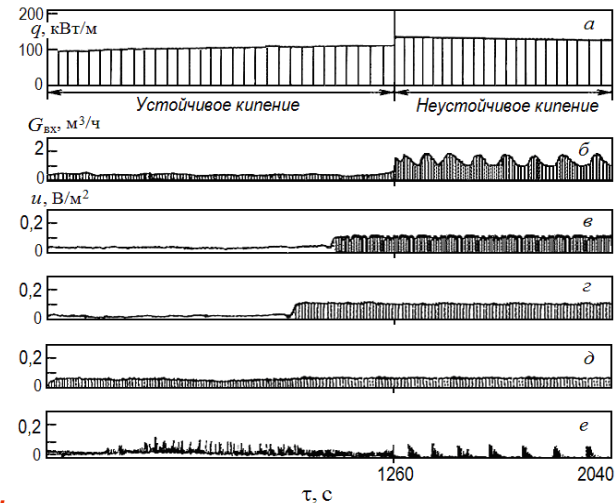 q, кВт/м
200
100
0
а
Устойчивое кипение
Неустойчивое кипение
Gвх, м³/ч
2
0
б
u, В/м²
0,2
0
в
0,2
0
г
0,2
0
д
0,2
0
е
1260
2040
τ, с